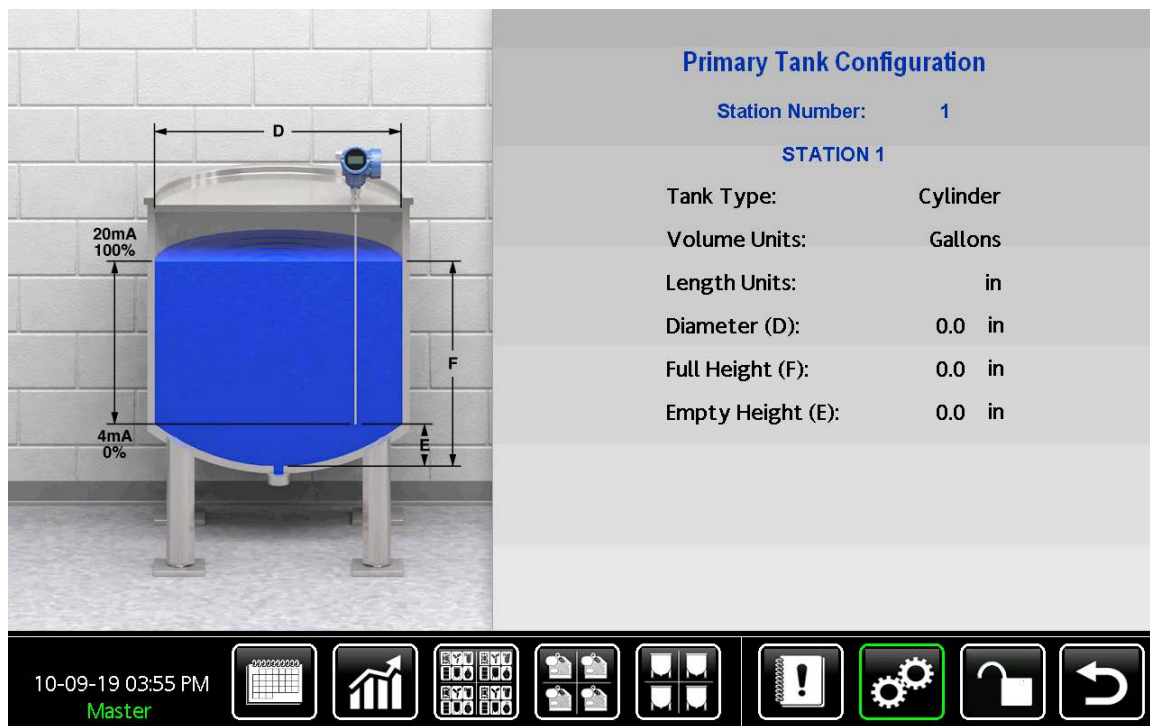 D
20mA
100%
F
4mA
0%
E
Primary Tank Configuration
Station Number: 1
STATION 1
Tank Type: Cylinder
Volume Units: Gallons
Length Units: in
Diameter (D): 0.0 in
Full Height (F): 0.0 in
Empty Height (E): 0.0 in
10-09-19 03:55 PM
Master